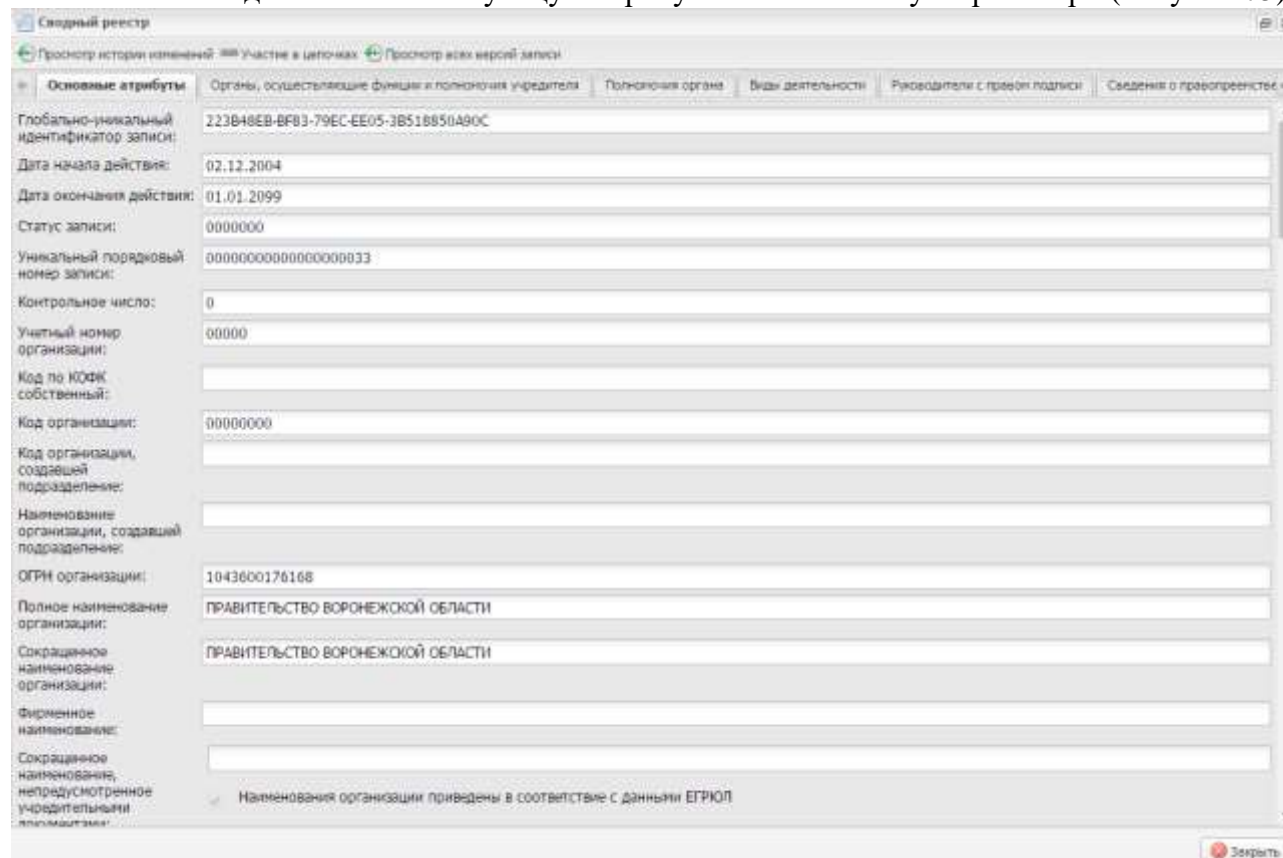 Сводный реестр
Просмотр истории изменений Участие в цепочках Просмотр всех версий записи
Основные атрибуты Органы, осуществляющие функции и полномочия учредителя Полномочия органа Виды деятельности Руководители с правом подписи Сведения о правопреемстве
Глобально-уникальный идентификатор записи: 223B48EB-BF83-79EC-EE05-3B518850A90C
Дата начала действия: 02.12.2004
Дата окончания действия: 01.01.2099
Статус записи: 0000000
Уникальный порядковый номер записи: 00000000000000000033
Контрольное число: 0
Учетный номер организации: 00000
Код по КОФК собственный:
Код организации: 00000000
Код организации, создавшей подразделение:
Наименование организации, создавшей подразделение:
ОГРН организации: 1043600176168
Полное наименование организации: ПРАВИТЕЛЬСТВО ВОРОНЕЖСКОЙ ОБЛАСТИ
Сокращенное наименование организации: ПРАВИТЕЛЬСТВО ВОРОНЕЖСКОЙ ОБЛАСТИ
Фирменное наименование:
Сокращенное наименование, непредусмотренное учредительными документами:
Наименования организации приведены в соответствие с данными ЕГРЮЛ
Закрыть